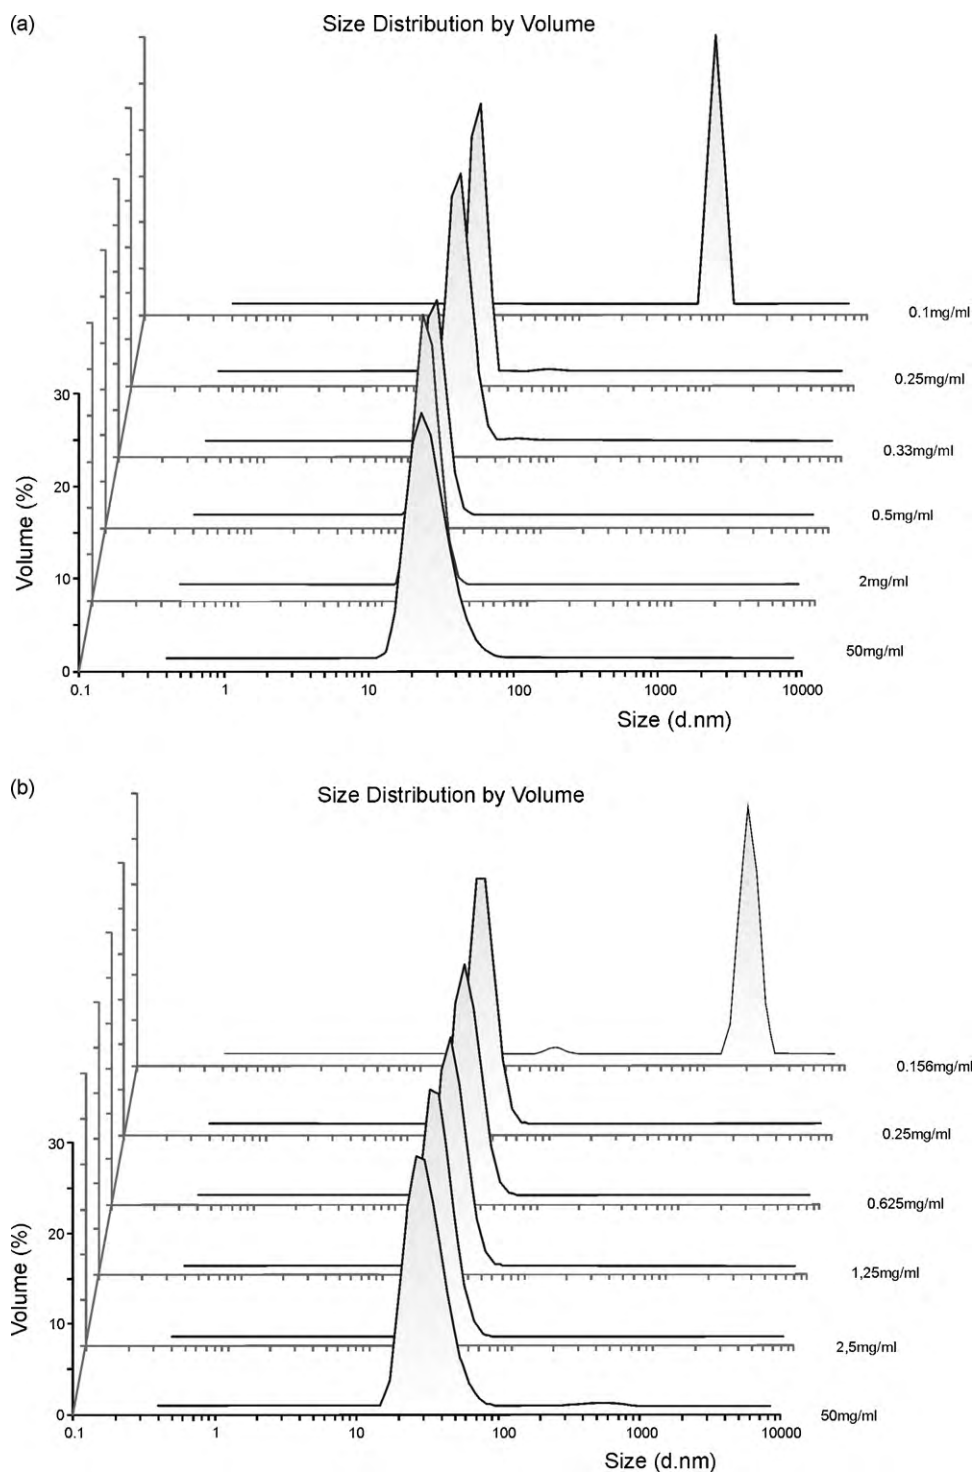 (a)
Size Distribution by Volume
0.1mg/ml
0.25mg/ml
0.33mg/ml
0.5mg/ml
2mg/ml
50mg/ml
30
20
10
0
Volume (%)
0.1 1 10 100 1000 10000
Size (d.nm)
(b)
Size Distribution by Volume
0.156mg/ml
0.25mg/ml
0.625mg/ml
1,25mg/ml
2,5mg/ml
50mg/ml
30
20
10
0
Volume (%)
0.1 1 10 100 1000 10000
Size (d.nm)